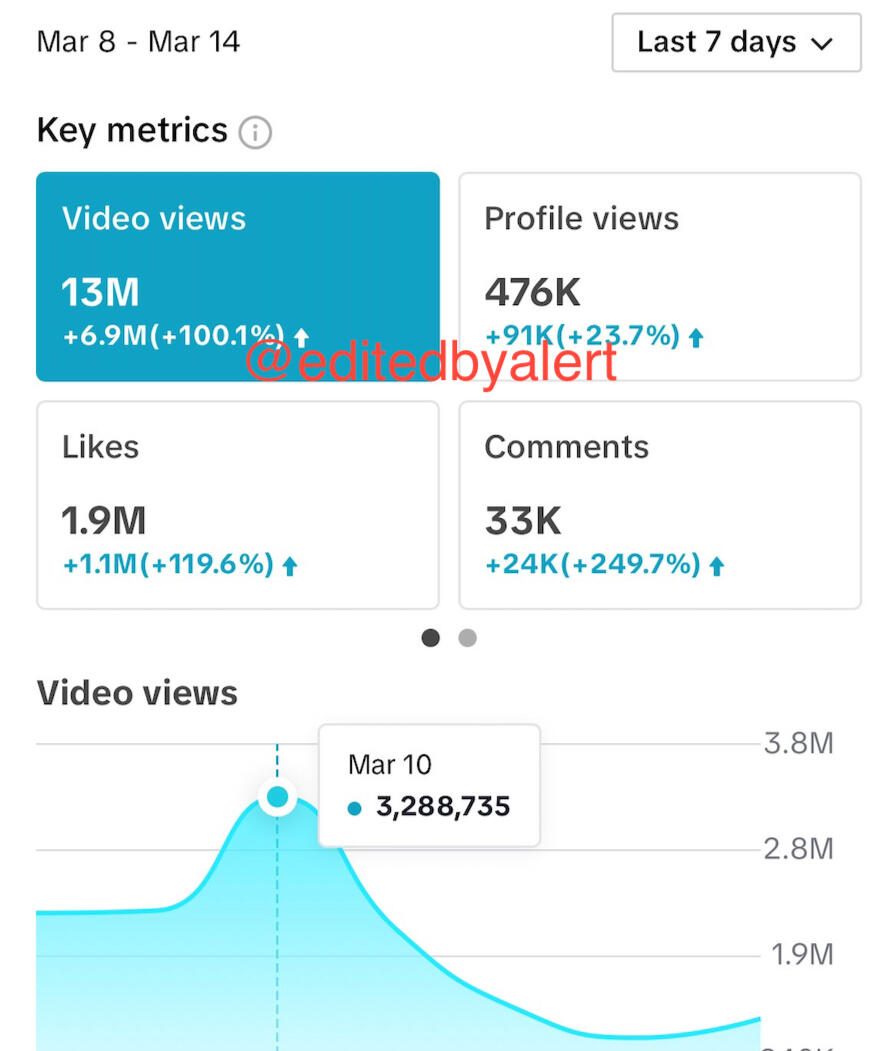 Mar 8 - Mar 14
Last 7 days
Key metrics
Video views
13M
+6.9M(+100.1%)
Profile views
476K
+91K(+23.7%)
@editedbyalert
Likes
1.9M
+1.1M(+119.6%)
Comments
33K
+24K(+249.7%)
Video views
Mar 10
3,288,735
3.8M
2.8M
1.9M